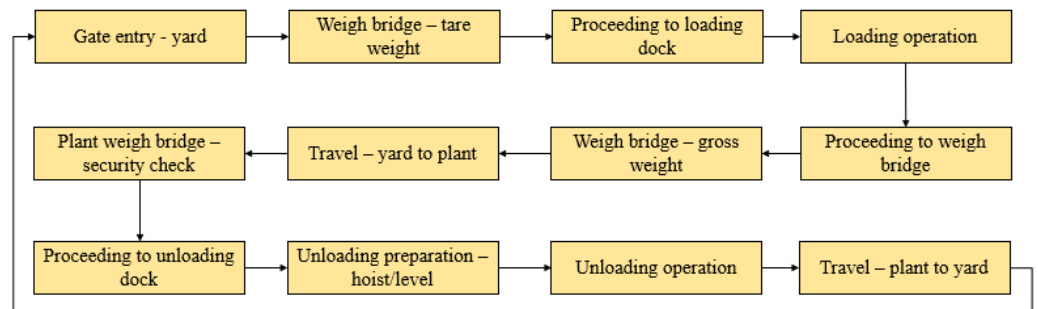 Gate entry - yard
Weigh bridge – tare
weight
Proceeding to loading
dock
Loading operation
Plant weigh bridge –
security check
Travel – yard to plant
Weigh bridge – gross
weight
Proceeding to weigh
bridge
Proceeding to unloading
dock
Unloading preparation –
hoist/level
Unloading operation
Travel – plant to yard